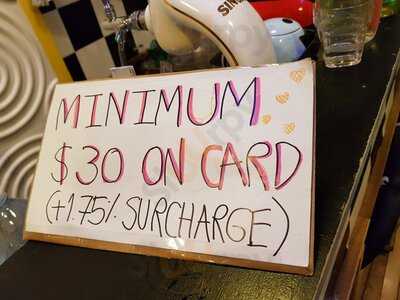 MINIMUM
$30 ON CARD
(+1.75% SURCHARGE)